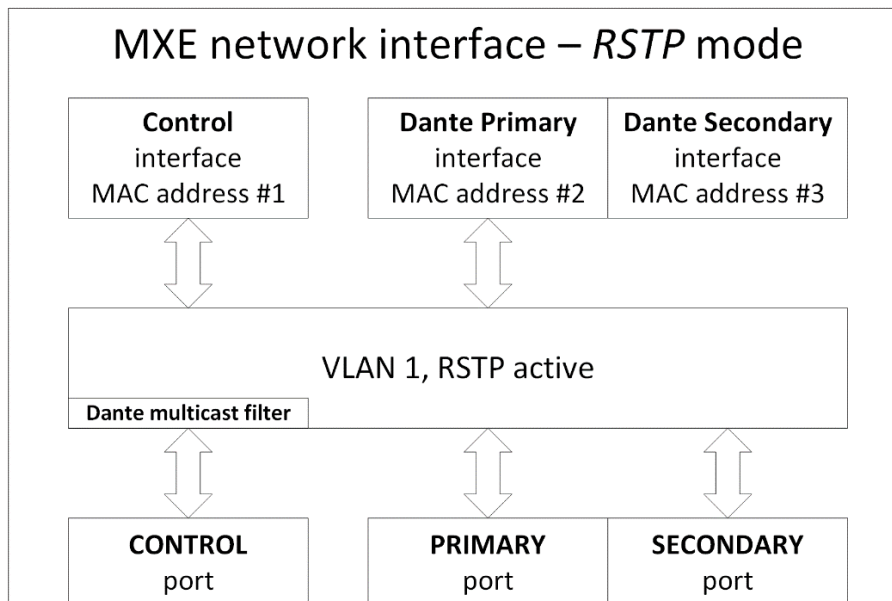 MXE network interface – RSTP mode
Control
interface
MAC address #1
Dante Primary
interface
MAC address #2
Dante Secondary
interface
MAC address #3
VLAN 1, RSTP active
Dante multicast filter
CONTROL
port
PRIMARY
port
SECONDARY
port